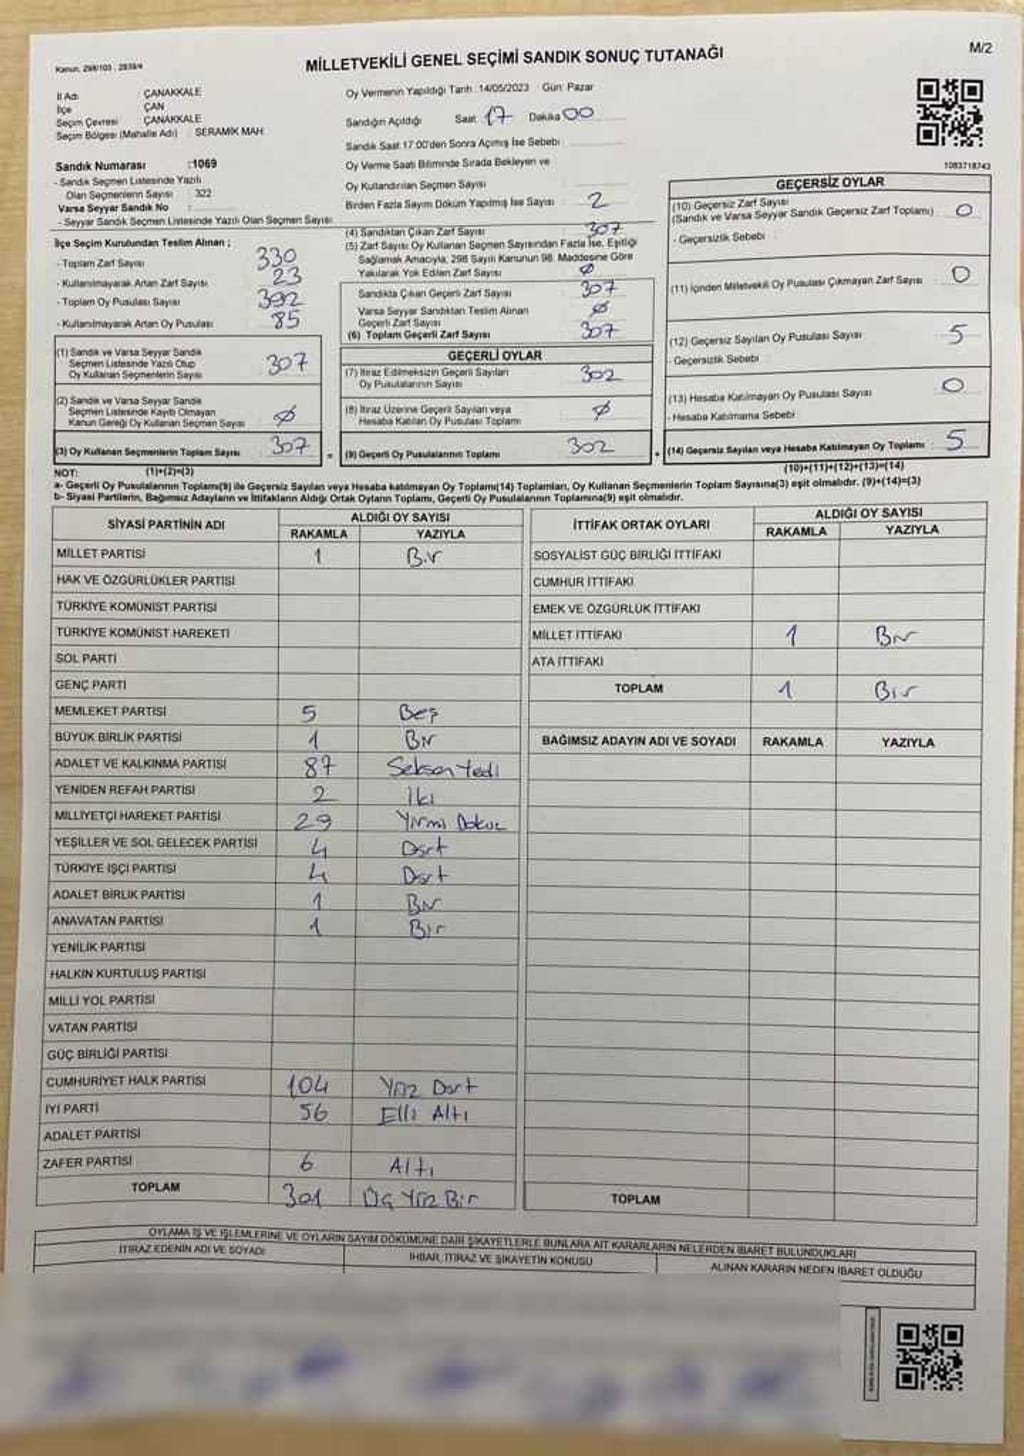 Kanun, 298/103 , 2839/4
MİLLETVEKİLİ GENEL SEÇİMİ SANDIK SONUÇ TUTANAĞI
M/2
İl Adı : ÇANAKKALE
İlçe : ÇAN
Seçim Çevresi : ÇANAKKALE
Seçim Bölgesi (Mahalle Adı) : SERAMİK MAH.
Sandık Numarası :1069
- Sandık Seçmen Listesinde Yazılı
Olan Seçmenlerin Sayısı : 322
Varsa Seyyar Sandık No :
- Seyyar Sandık Seçmen Listesinde Yazılı Olan Seçmen Sayısı
Oy Vermenin Yapıldığı Tarih :14/05/2023 Gün: Pazar
Sandığın Açıldığı Saat 17 Dakika 00
Sandık Saat 17:00'den Sonra Açılmış İse Sebebi
Oy Verme Saati Bitiminde Sırada Bekleyen ve
Oy Kullandırılan Seçmen Sayısı
Birden Fazla Sayım Döküm Yapılmış İse Sayısı 2
1083718743
İlçe Seçim Kurulundan Teslim Alınan ;
- Toplam Zarf Sayısı 330
- Kullanılmayarak Artan Zarf Sayısı 23
- Toplam Oy Pusulası Sayısı 392
- Kullanılmayarak Artan Oy Pusulası 85
(1) Sandık ve Varsa Seyyar Sandık
Seçmen Listesinde Yazılı Olup
Oy Kullanan Seçmenlerin Sayısı 307
(2) Sandık ve Varsa Seyyar Sandık
Seçmen Listesinde Kayıtlı Olmayan
Kanun Gereği Oy Kullanan Seçmen Sayısı Ø
(3) Oy Kullanan Seçmenlerin Toplam Sayısı 307
(4) Sandıktan Çıkan Zarf Sayısı 307
(5) Zarf Sayısı Oy Kullanan Seçmen Sayısından Fazla İse, Eşitliği
Sağlamak Amacıyla; 298 Sayılı Kanunun 98. Maddesine Göre
Yakılarak Yok Edilen Zarf Sayısı Ø
Sandıkta Çıkan Geçerli Zarf Sayısı 307
Varsa Seyyar Sandıktan Teslim Alınan
Geçerli Zarf Sayısı Ø
(6) Toplam Geçerli Zarf Sayısı 307
GEÇERLİ OYLAR
(7) İtiraz Edilmeksizin Geçerli Sayılan
Oy Pusulalarının Sayısı 302
(8) İtiraz Üzerine Geçerli Sayılan veya
Hesaba Katılan Oy Pusulası Toplamı Ø
= (9) Geçerli Oy Pusulalarının Toplamı 302
GEÇERSİZ OYLAR
(10) Geçersiz Zarf Sayısı
(Sandık ve Varsa Seyyar Sandık Geçersiz Zarf Toplamı) : 0
- Geçersizlik Sebebi :
(11) İçinden Milletvekili Oy Pusulası Çıkmayan Zarf Sayısı : 0
(12) Geçersiz Sayılan Oy Pusulası Sayısı : 5
- Geçersizlik Sebebi :
(13) Hesaba Katılmayan Oy Pusulası Sayısı : 0
- Hesaba Katılmama Sebebi :
+ (14) Geçersiz Sayılan veya Hesaba Katılmayan Oy Toplamı : 5
NOT: (1)+(2)=(3) (10)+(11)+(12)+(13)=(14)
a- Geçerli Oy Pusulalarının Toplamı(9) ile Geçersiz Sayılan veya Hesaba katılmayan Oy Toplamı(14) Toplamları, Oy Kullanan Seçmenlerin Toplam Sayısına(3) eşit olmalıdır. (9)+(14)=(3)
b- Siyasi Partilerin, Bağımsız Adayların ve İttifakların Aldığı Ortak Oyların Toplamı, Geçerli Oy Pusulalarının Toplamına(9) eşit olmalıdır.
SİYASİ PARTİNİN ADI ALDIĞI OY SAYISI
RAKAMLA YAZIYLA
MİLLET PARTİSİ 1 Bir
HAK VE ÖZGÜRLÜKLER PARTİSİ
TÜRKİYE KOMÜNİST PARTİSİ
TÜRKİYE KOMÜNİST HAREKETİ
SOL PARTİ
GENÇ PARTİ
MEMLEKET PARTİSİ 5 Beş
BÜYÜK BİRLİK PARTİSİ 1 Bir
ADALET VE KALKINMA PARTİSİ 87 Seksen Yedi
YENİDEN REFAH PARTİSİ 2 İki
MİLLİYETÇİ HAREKET PARTİSİ 29 Yirmi Dokuz
YEŞİLLER VE SOL GELECEK PARTİSİ 4 Dört
TÜRKİYE İŞÇİ PARTİSİ 4 Dört
ADALET BİRLİK PARTİSİ 1 Bir
ANAVATAN PARTİSİ 1 Bir
YENİLİK PARTİSİ
HALKIN KURTULUŞ PARTİSİ
MİLLİ YOL PARTİSİ
VATAN PARTİSİ
GÜÇ BİRLİĞİ PARTİSİ
CUMHURİYET HALK PARTİSİ 104 Yüz Dört
İYİ PARTİ 56 Elli Altı
ADALET PARTİSİ
ZAFER PARTİSİ 6 Altı
TOPLAM 301 Üç Yüz Bir
İTTİFAK ORTAK OYLARI ALDIĞI OY SAYISI
RAKAMLA YAZIYLA
SOSYALİST GÜÇ BİRLİĞİ İTTİFAKI
CUMHUR İTTİFAKI
EMEK VE ÖZGÜRLÜK İTTİFAKI
MİLLET İTTİFAKI 1 Bir
ATA İTTİFAKI
TOPLAM 1 Bir
BAĞIMSIZ ADAYIN ADI VE SOYADI RAKAMLA YAZIYLA
TOPLAM
OYLAMA İŞ VE İŞLEMLERİNE VE OYLARIN SAYIM DÖKÜMÜNE DAİR ŞİKAYETLERLE BUNLARA AİT KARARLARIN NELERDEN İBARET BULUNDUKLARI
İTİRAZ EDENİN ADI VE SOYADI İHBAR, İTİRAZ VE ŞİKAYETİN KONUSU ALINAN KARARIN NEDEN İBARET OLDUĞU